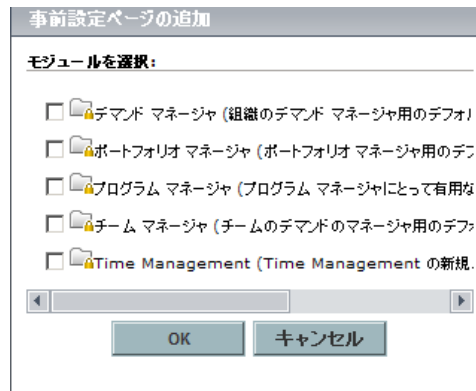 事前設定ページの追加
モジュールを選択:
デマンド マネージャ (組織のデマンド マネージャ用のデフォ
ポートフォリオ マネージャ (ポートフォリオ マネージャ用のデフ
プログラム マネージャ (プログラム マネージャにとって有用な
チーム マネージャ (チームのデマンドのマネージャ用のデフォ
Time Management (Time Management の新規.
OK キャンセル